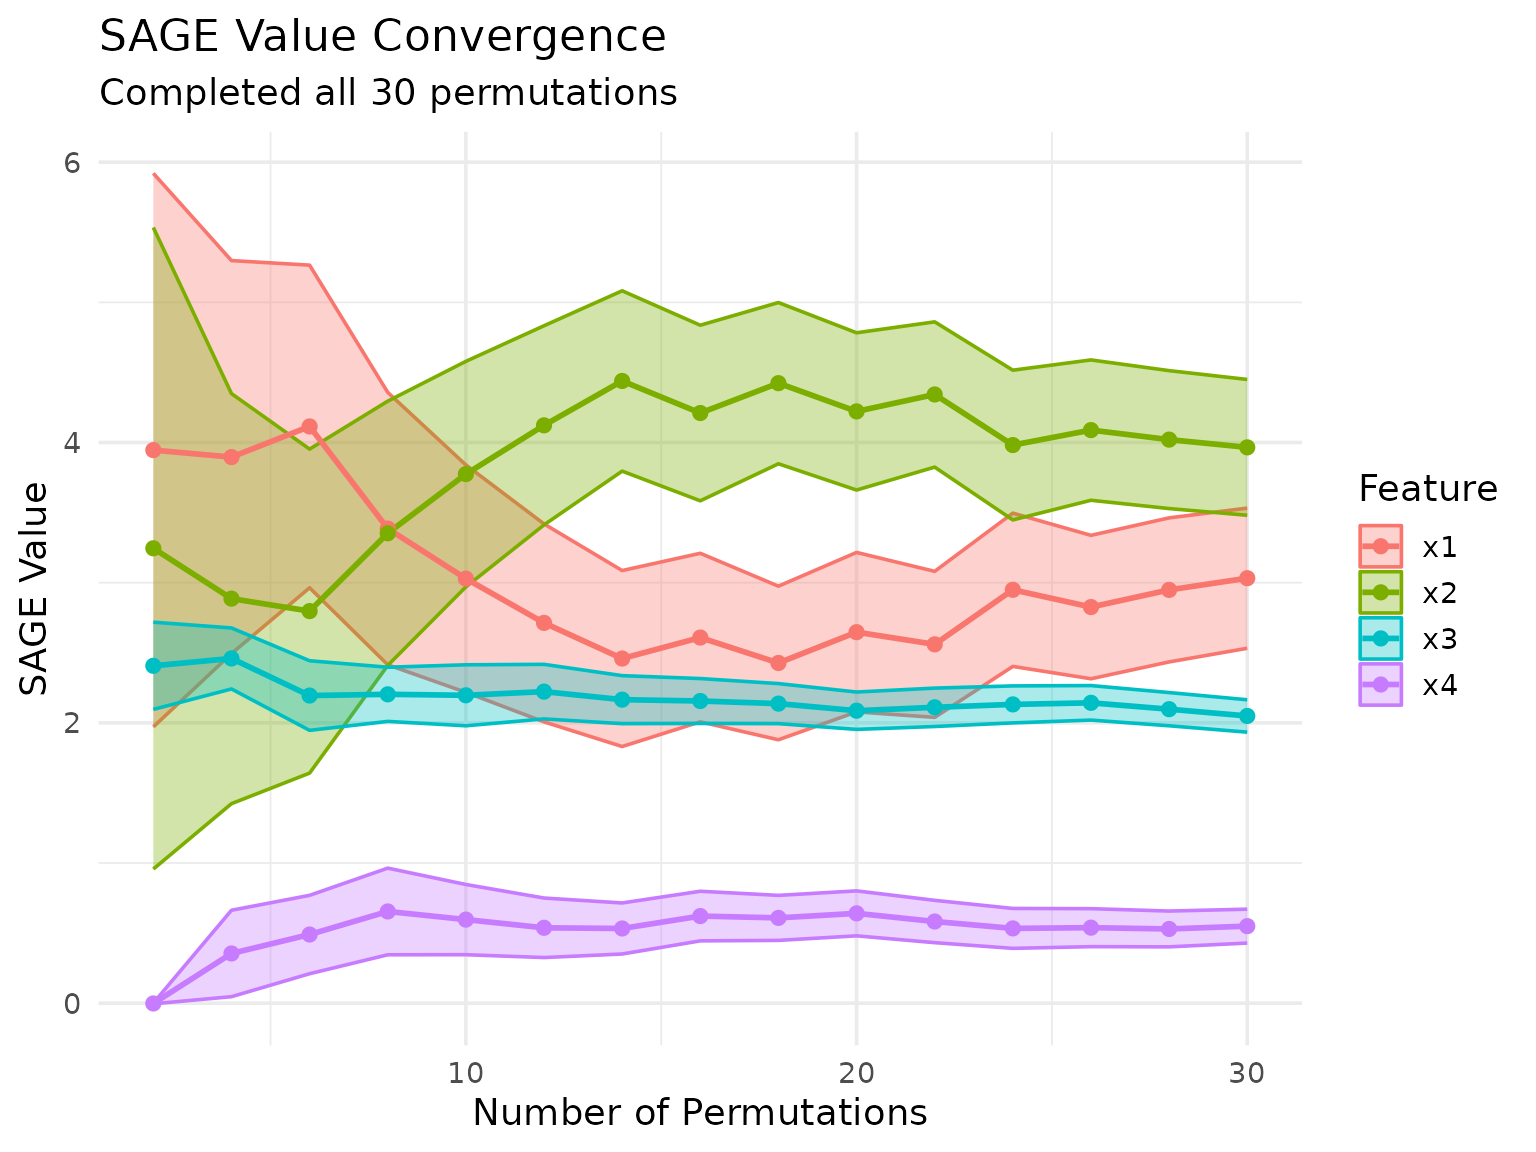 SAGE Value Convergence
Completed all 30 permutations
6
4
2
0
SAGE Value
10
20
30
Number of Permutations
Feature
x1
x2
x3
x4